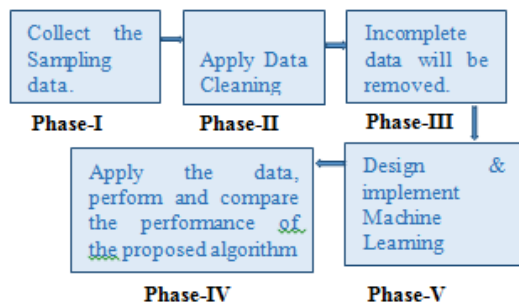 Collect the
Sampling
data.
Apply Data
Cleaning
Incomplete
data will be
removed.
Phase-I
Phase-II
Phase-III
Apply the data,
perform and compare
the performance of
the proposed algorithm
Design &
implement
Machine
Learning
Phase-IV
Phase-V